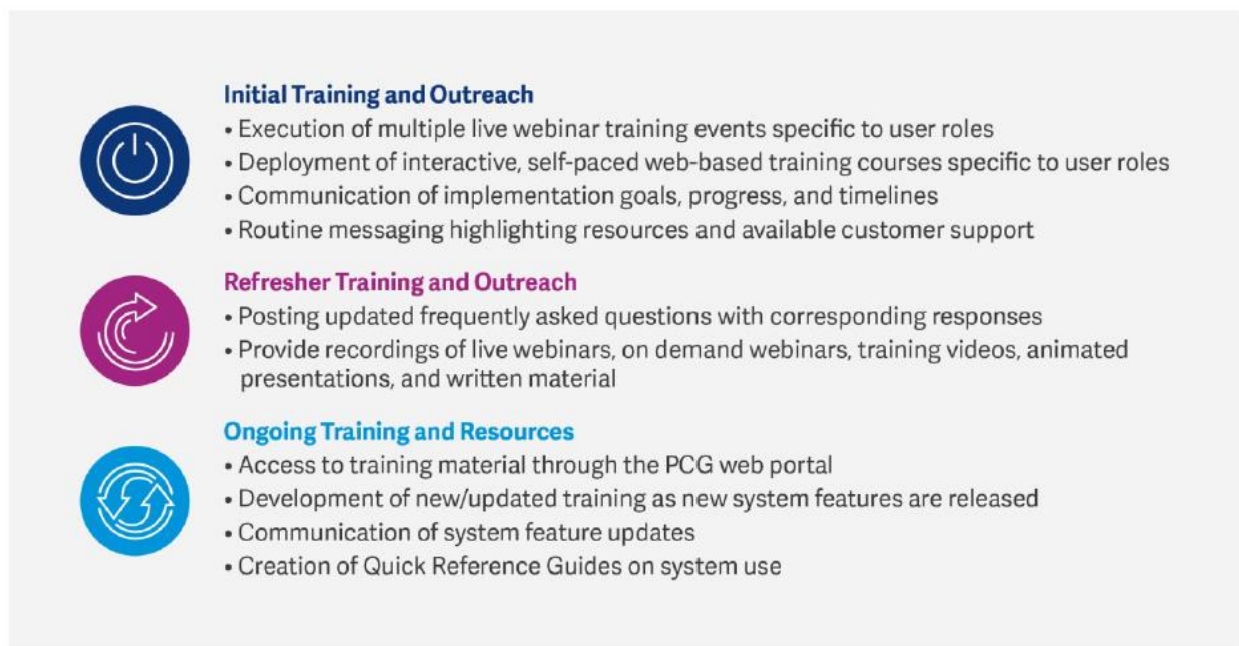 Initial Training and Outreach
• Execution of multiple live webinar training events specific to user roles
• Deployment of interactive, self-paced web-based training courses specific to user roles
• Communication of implementation goals, progress, and timelines
• Routine messaging highlighting resources and available customer support
Refresher Training and Outreach
• Posting updated frequently asked questions with corresponding responses
• Provide recordings of live webinars, on demand webinars, training videos, animated
presentations, and written material
Ongoing Training and Resources
• Access to training material through the PCG web portal
• Development of new/updated training as new system features are released
• Communication of system feature updates
• Creation of Quick Reference Guides on system use